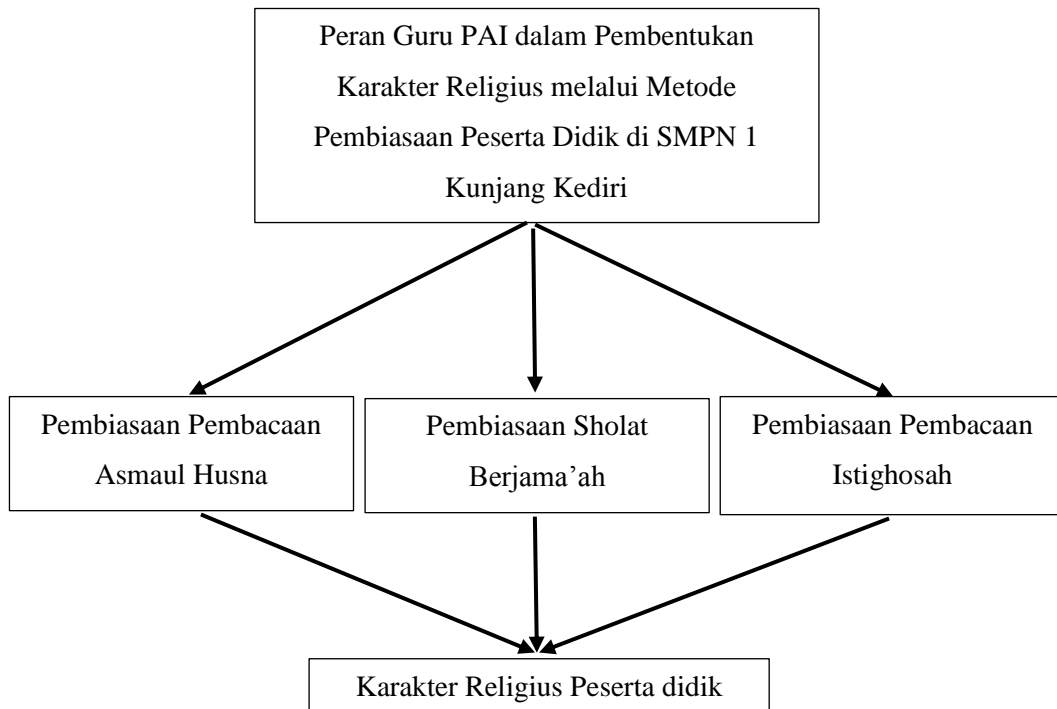 Peran Guru PAI dalam Pembentukan
Karakter Religius melalui Metode
Pembiasaan Peserta Didik di SMPN 1
Kunjang Kediri
Pembiasaan Pembacaan
Asmaul Husna
Pembiasaan Sholat
Berjama’ah
Pembiasaan Pembacaan
Istighosah
Karakter Religius Peserta didik